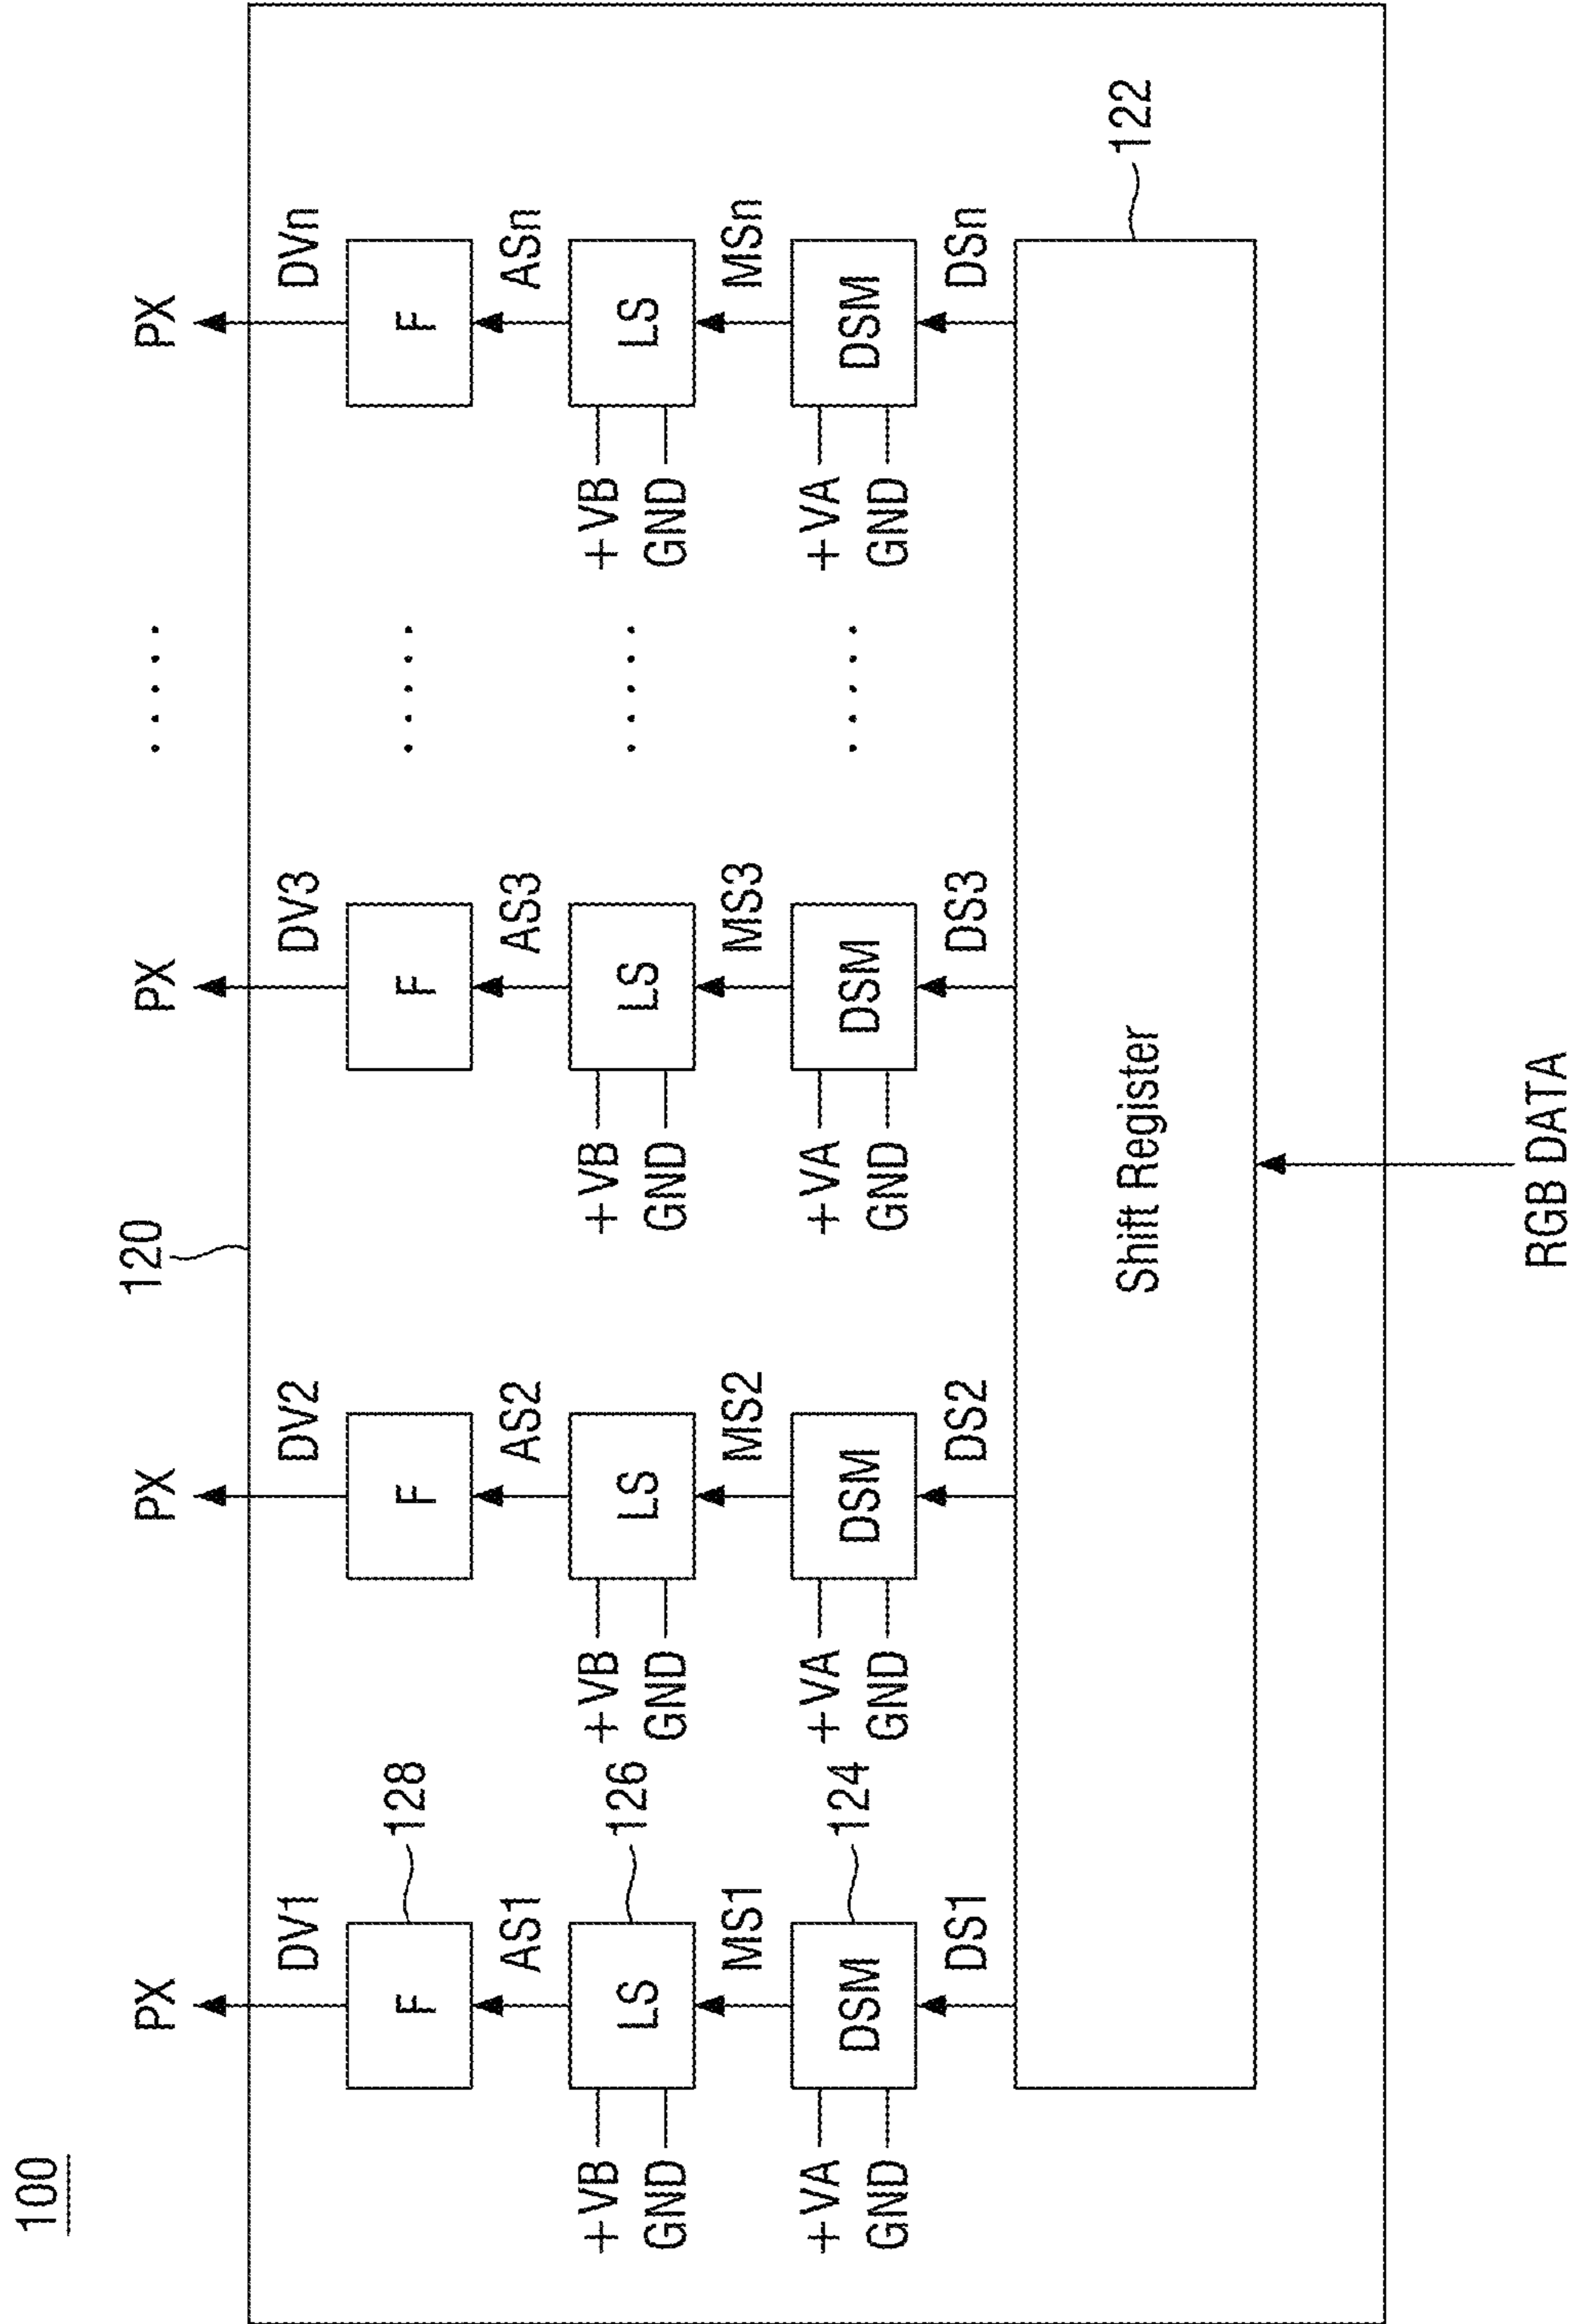 100
120
PX PX PX ..... PX
DV1 DV2 DV3 DVn
F 128 F F ..... F
AS1 AS2 AS3 ASn
+VB +VB +VB +VB
LS 126 LS LS ..... LS
GND GND GND GND
MS1 MS2 MS3 MSn
+VA +VA +VA +VA
DSM 124 DSM DSM ..... DSM
GND GND GND GND
DS1 DS2 DS3 DSn
Shift Register 122
RGB DATA